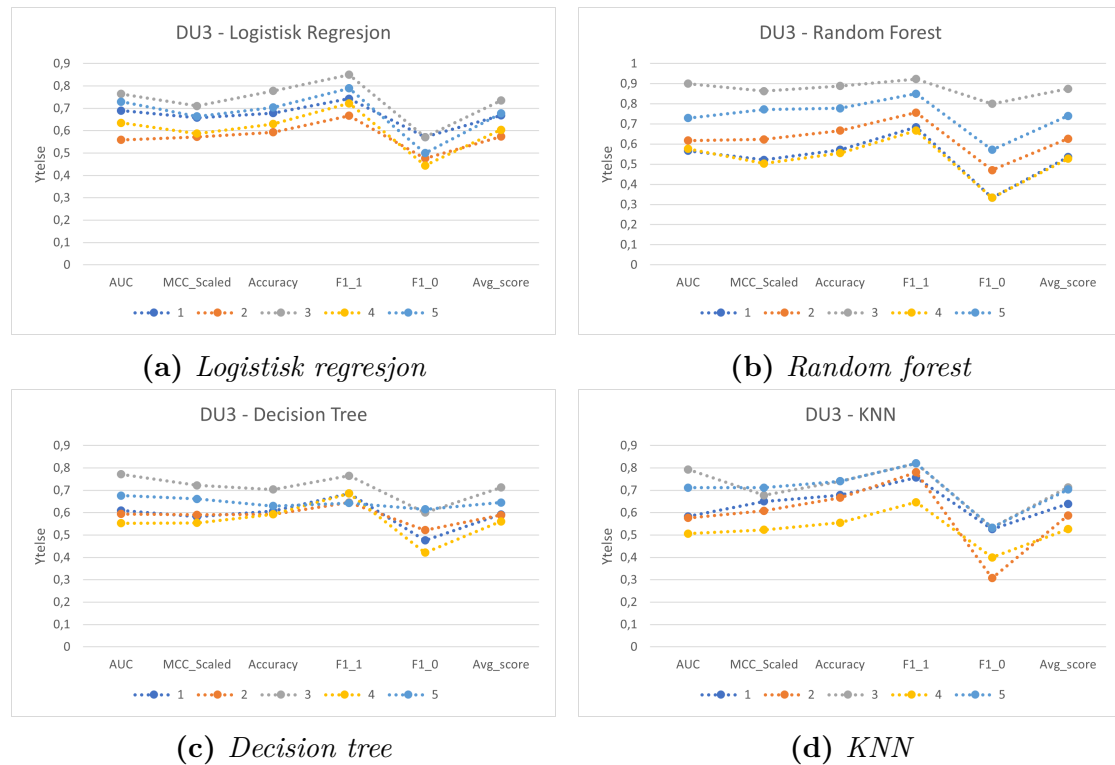 DU3 - Logistisk Regresjon
Ytelse
0,9
0,8
0,7
0,6
0,5
0,4
0,3
0,2
0,1
0
AUC MCC_Scaled Accuracy F1_1 F1_0 Avg_score
1 2 3 4 5
(a) Logistisk regresjon
DU3 - Random Forest
Ytelse
1
0,9
0,8
0,7
0,6
0,5
0,4
0,3
0,2
0,1
0
AUC MCC_Scaled Accuracy F1_1 F1_0 Avg_score
1 2 3 4 5
(b) Random forest
DU3 - Decision Tree
Ytelse
0,9
0,8
0,7
0,6
0,5
0,4
0,3
0,2
0,1
0
AUC MCC_Scaled Accuracy F1_1 F1_0 Avg_score
1 2 3 4 5
(c) Decision tree
DU3 - KNN
Ytelse
0,9
0,8
0,7
0,6
0,5
0,4
0,3
0,2
0,1
0
AUC MCC_Scaled Accuracy F1_1 F1_0 Avg_score
1 2 3 4 5
(d) KNN